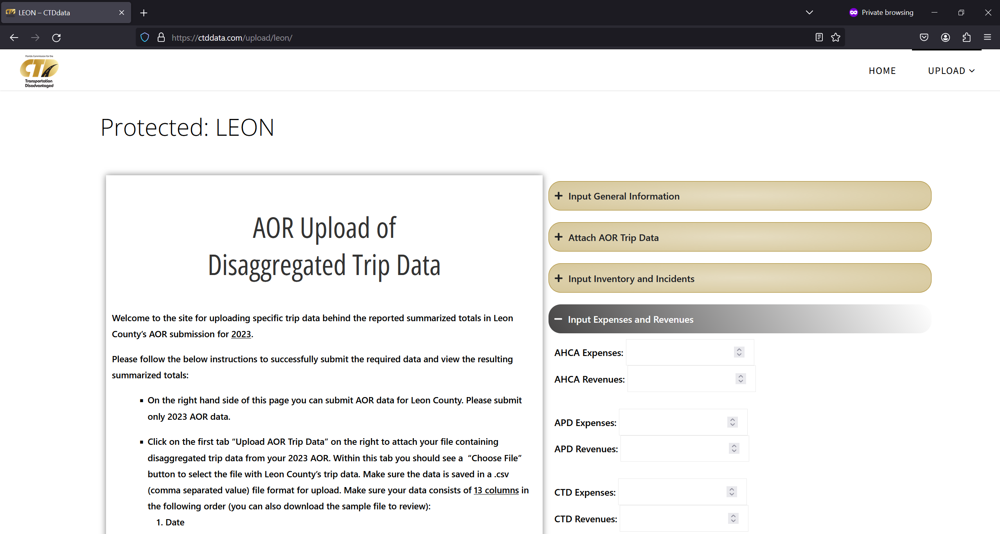 LEON – CTDdata
Private browsing
https://ctddata.com/upload/leon/
Florida Commission for the
CTD
Transportation
Disadvantaged
HOME
UPLOAD
Protected: LEON
AOR Upload of
Disaggregated Trip Data
Welcome to the site for uploading specific trip data behind the reported summarized totals in Leon
County’s AOR submission for 2023.
Please follow the below instructions to successfully submit the required data and view the resulting
summarized totals:
▪ On the right hand side of this page you can submit AOR data for Leon County. Please submit
only 2023 AOR data.
▪ Click on the first tab “Upload AOR Trip Data” on the right to attach your file containing
disaggregated trip data from your 2023 AOR. Within this tab you should see a “Choose File”
button to select the file with Leon County’s trip data. Make sure the data is saved in a .csv
(comma separated value) file format for upload. Make sure your data consists of 13 columns in
the following order (you can also download the sample file to review):
1. Date
Input General Information
Attach AOR Trip Data
Input Inventory and Incidents
Input Expenses and Revenues
AHCA Expenses:
AHCA Revenues:
APD Expenses:
APD Revenues:
CTD Expenses:
CTD Revenues: